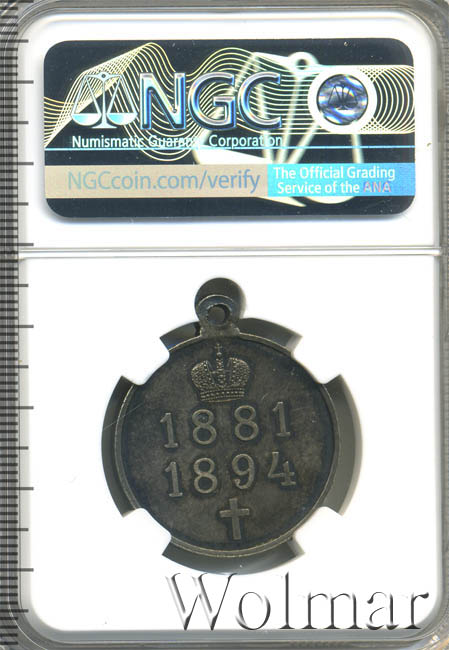 NGC
Numismatic Guaranty Corporation
NGCcoin.com/verify
The Official Grading
Service of the ANA
1881
1894
Wolmar